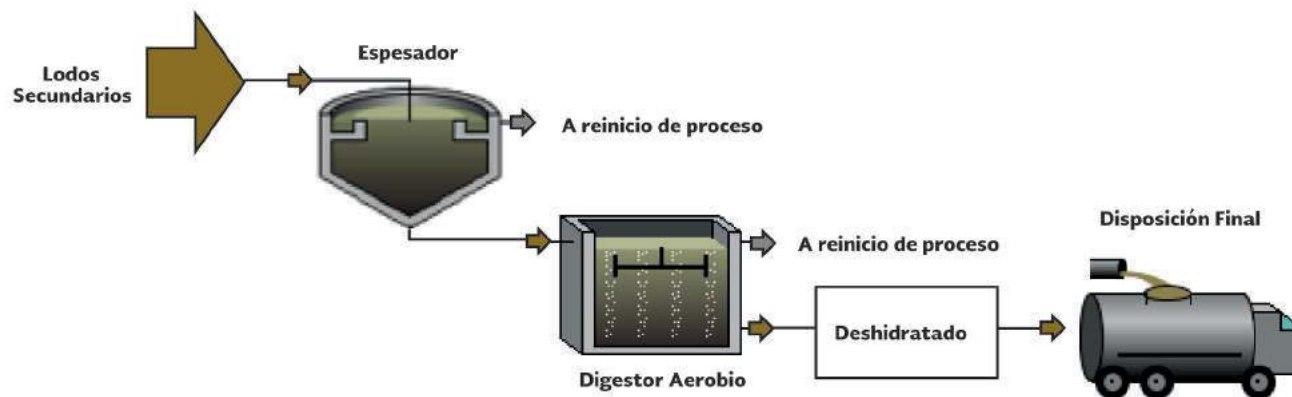 Espesador
Lodos
Secundarios
A reinicio de proceso
Disposición Final
A reinicio de proceso
Deshidratado
Digestor Aerobio